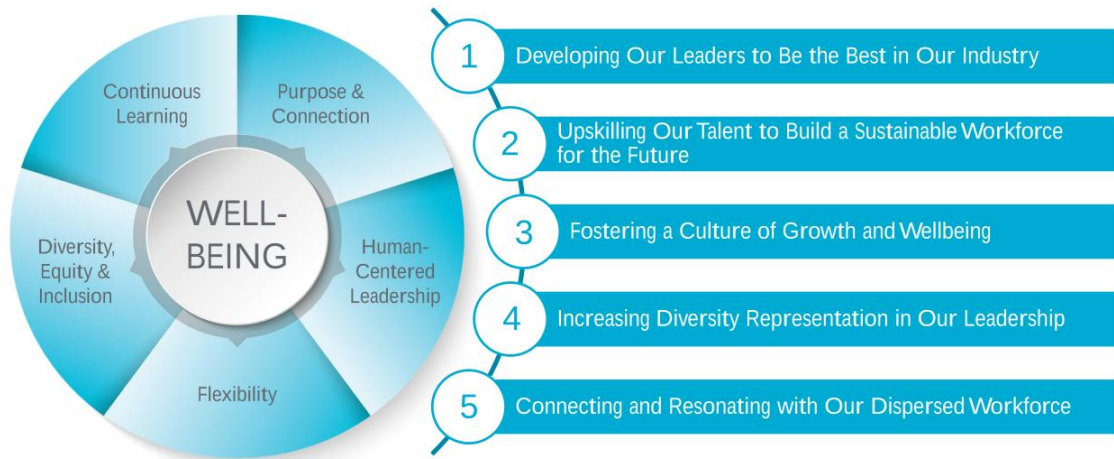 Continuous
Learning
Purpose &
Connection
Human-
Centered
Leadership
Flexibility
Diversity,
Equity &
Inclusion
WELL-
BEING
1
Developing Our Leaders to Be the Best in Our Industry
2
Upskilling Our Talent to Build a Sustainable Workforce
for the Future
3
Fostering a Culture of Growth and Wellbeing
4
Increasing Diversity Representation in Our Leadership
5
Connecting and Resonating with Our Dispersed Workforce